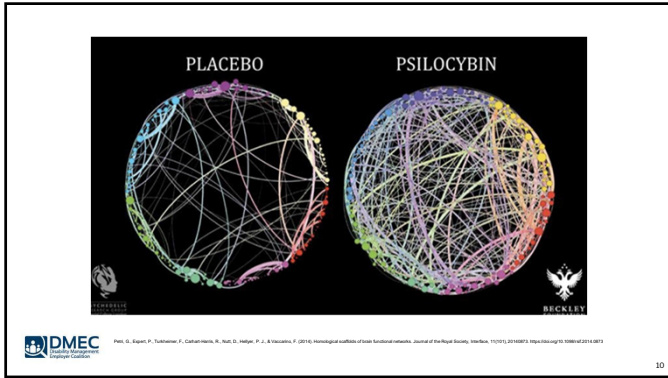 PLACEBO
PSILOCYBIN
BECKLEY
DMEC
Disability Management
Employer Coalition
Petri, G., Expert, P., Turkheimer, F., Carhart-Harris, R., Nutt, D., Hellyer, P. J., & Vaccarino, F. (2014). Homological scaffolds of brain functional networks. Journal of the Royal Society, Interface, 11(101), 20140873. https://doi.org/10.1098/rsif.2014.0873
10